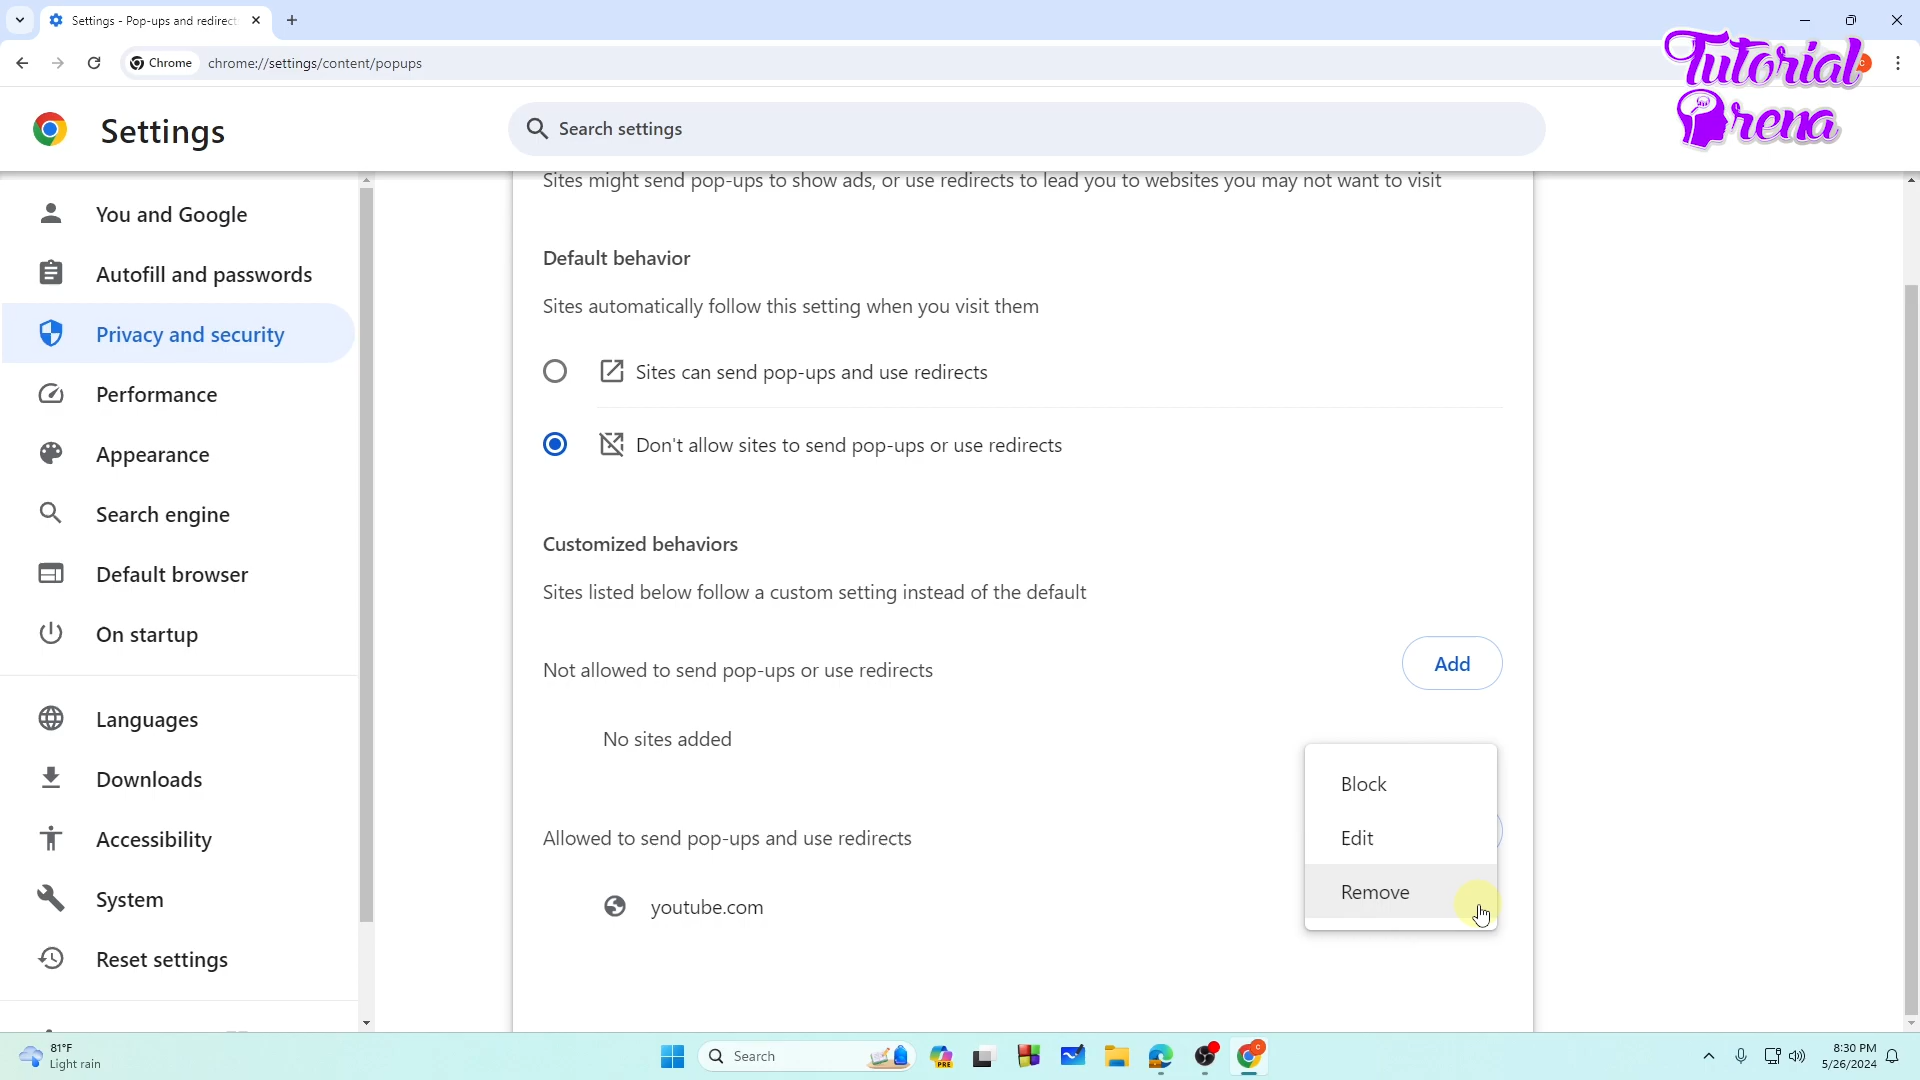 Settings - Pop-ups and redirect
Chrome
chrome://settings/content/popups
Tutorial
Arena
Settings
Search settings
Sites might send pop-ups to show ads, or use redirects to lead you to websites you may not want to visit
You and Google
Autofill and passwords
Privacy and security
Performance
Appearance
Search engine
Default browser
On startup
Languages
Downloads
Accessibility
System
Reset settings
Default behavior
Sites automatically follow this setting when you visit them
Sites can send pop-ups and use redirects
Don't allow sites to send pop-ups or use redirects
Customized behaviors
Sites listed below follow a custom setting instead of the default
Not allowed to send pop-ups or use redirects
Add
No sites added
Allowed to send pop-ups and use redirects
youtube.com
Block
Edit
Remove
81°F
Light rain
Search
PRE
C
8:30 PM
5/26/2024